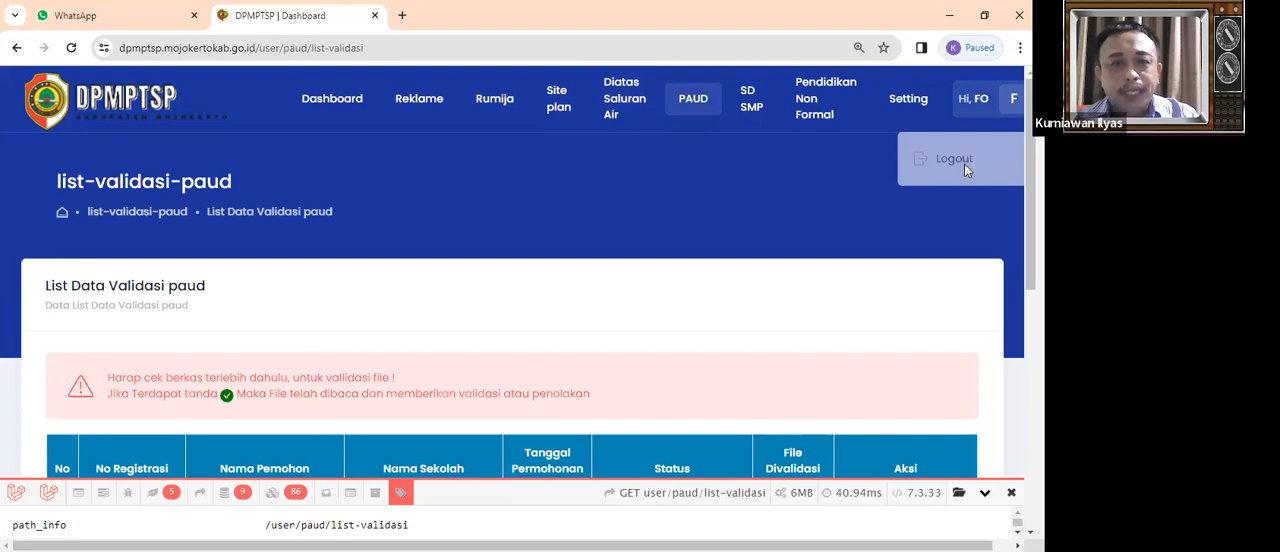 WhatsApp
DPMPTSP | Dashboard
dpmptsp.mojokertokab.go.id/user/paud/list-validasi
K Paused
DPMPTSP
KABUPATEN MOJOKERTO
Dashboard
Reklame
Rumija
Site
plan
Diatas
Saluran
Air
PAUD
SD
SMP
Pendidikan
Non
Formal
Setting
Hi, FO
F
Logout
Kurniawan Ilyas
list-validasi-paud
list-validasi-paud • List Data Validasi paud
List Data Validasi paud
Data List Data Validasi paud
Harap cek berkas terlebih dahulu, untuk vallidasi file !
Jika Terdapat tanda Maka File telah dibaca dan memberikan validasi atau penolakan
No
No Registrasi
Nama Pemohon
Nama Sekolah
Tanggal
Permohonan
Status
File
Divalidasi
Aksi
5
9
86
GET user/paud/list-validasi
6MB
40.94ms
7.3.33
path_info /user/paud/list-validasi